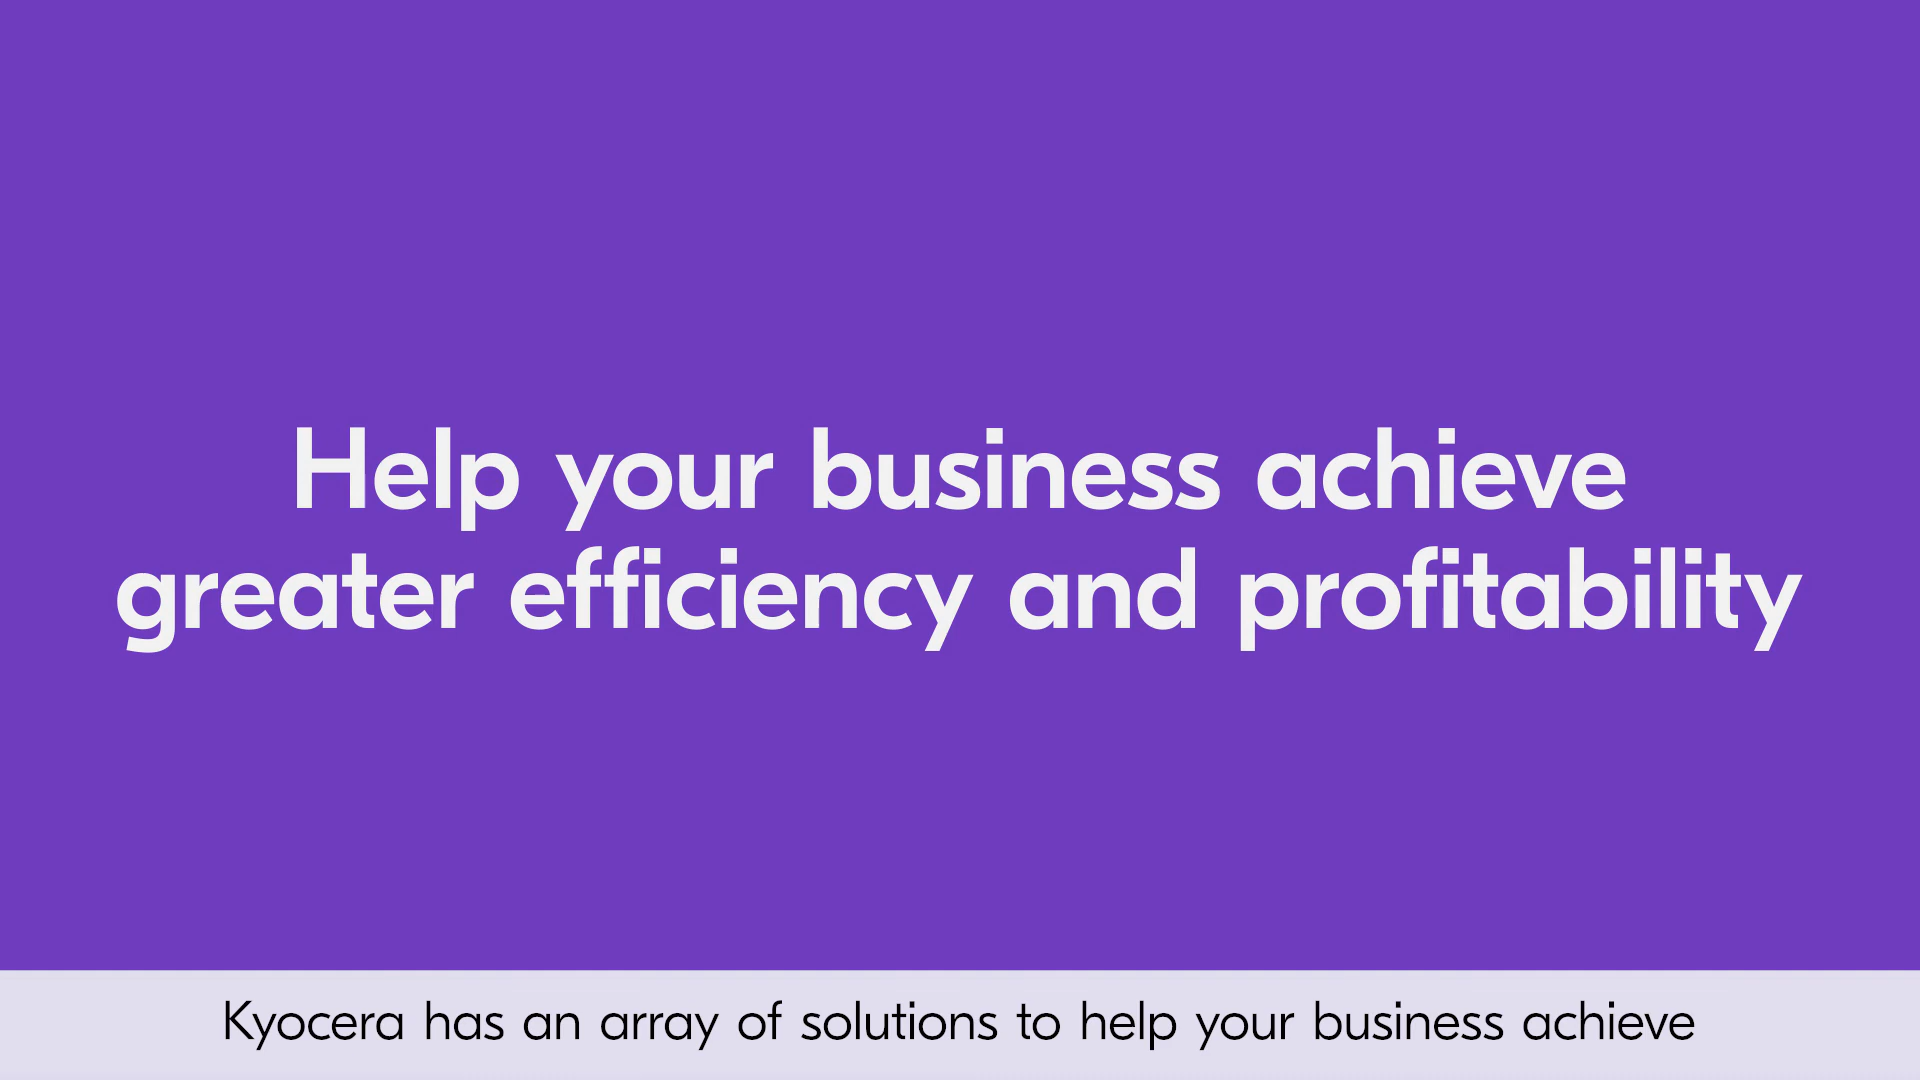 Help your business achieve
greater efficiency and profitability
Kyocera has an array of solutions to help your business achieve